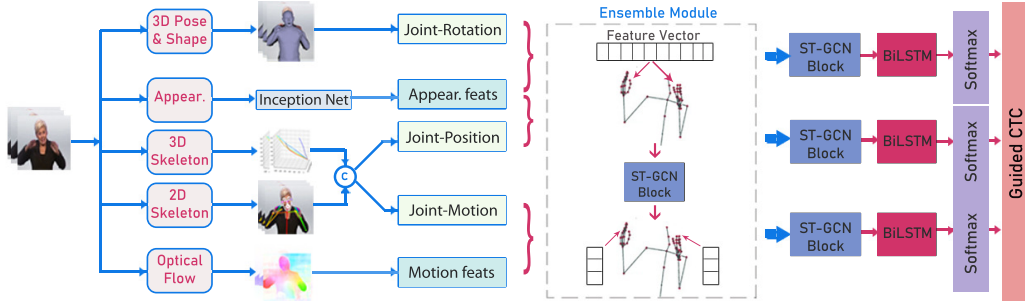 3D Pose
& Shape
Appear.
3D
Skeleton
2D
Skeleton
Optical
Flow
Inception Net
C
Joint-Rotation
Appear. feats
Joint-Position
Joint-Motion
Motion feats
Ensemble Module
Feature Vector
ST-GCN
Block
ST-GCN
Block
BiLSTM
Softmax
ST-GCN
Block
BiLSTM
Softmax
ST-GCN
Block
BiLSTM
Softmax
Guided CTC